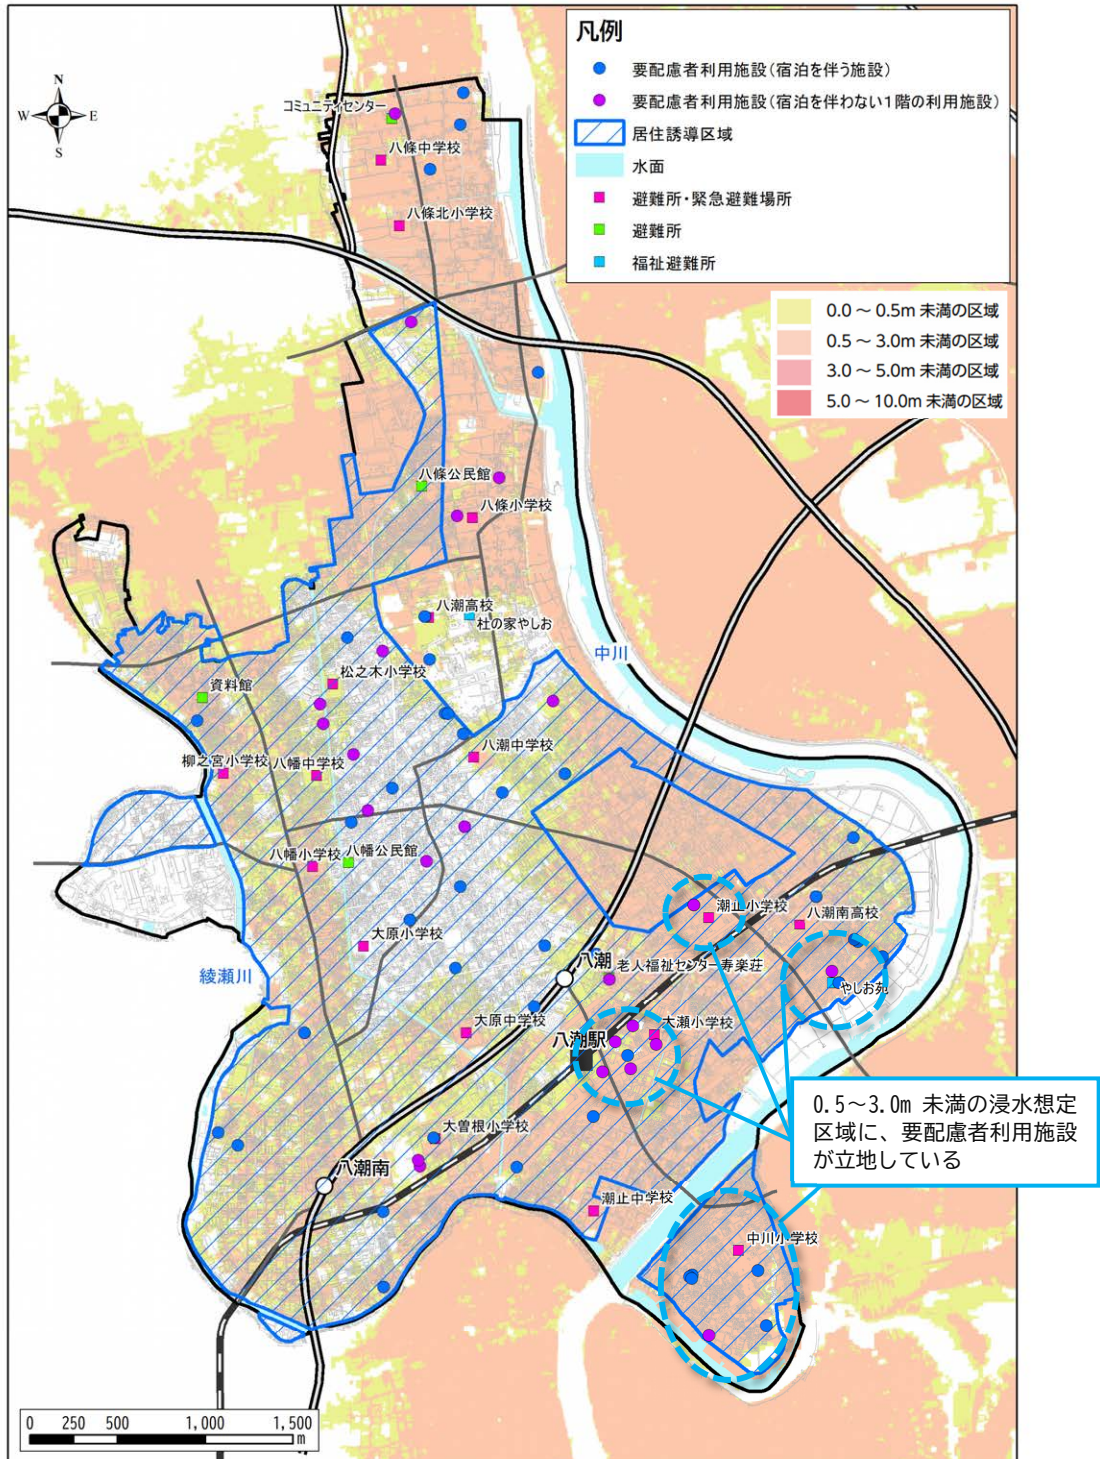 凡例
要配慮者利用施設(宿泊を伴う施設)
要配慮者利用施設(宿泊を伴わない1階の利用施設)
居住誘導区域
水面
避難所・緊急避難場所
避難所
福祉避難所
0.0 ～ 0.5m 未満の区域
0.5 ～ 3.0m 未満の区域
3.0 ～ 5.0m 未満の区域
5.0 ～ 10.0m 未満の区域
N
W
E
S
コミュニティセンター
八條中学校
八條北小学校
八條公民館
八條小学校
八潮高校
杜の家やしお
中川
松之木小学校
資料館
八潮中学校
柳之宮小学校
八幡中学校
八幡小学校
八幡公民館
潮止小学校
八潮南高校
大原小学校
八潮
老人福祉センター寿楽荘
綾瀬川
やしお苑
大原中学校
大瀬小学校
八潮駅
0.5～3.0m 未満の浸水想定
区域に、要配慮者利用施設
が立地している
大曽根小学校
八潮南
潮止中学校
中川小学校
0 250 500 1,000 1,500
m